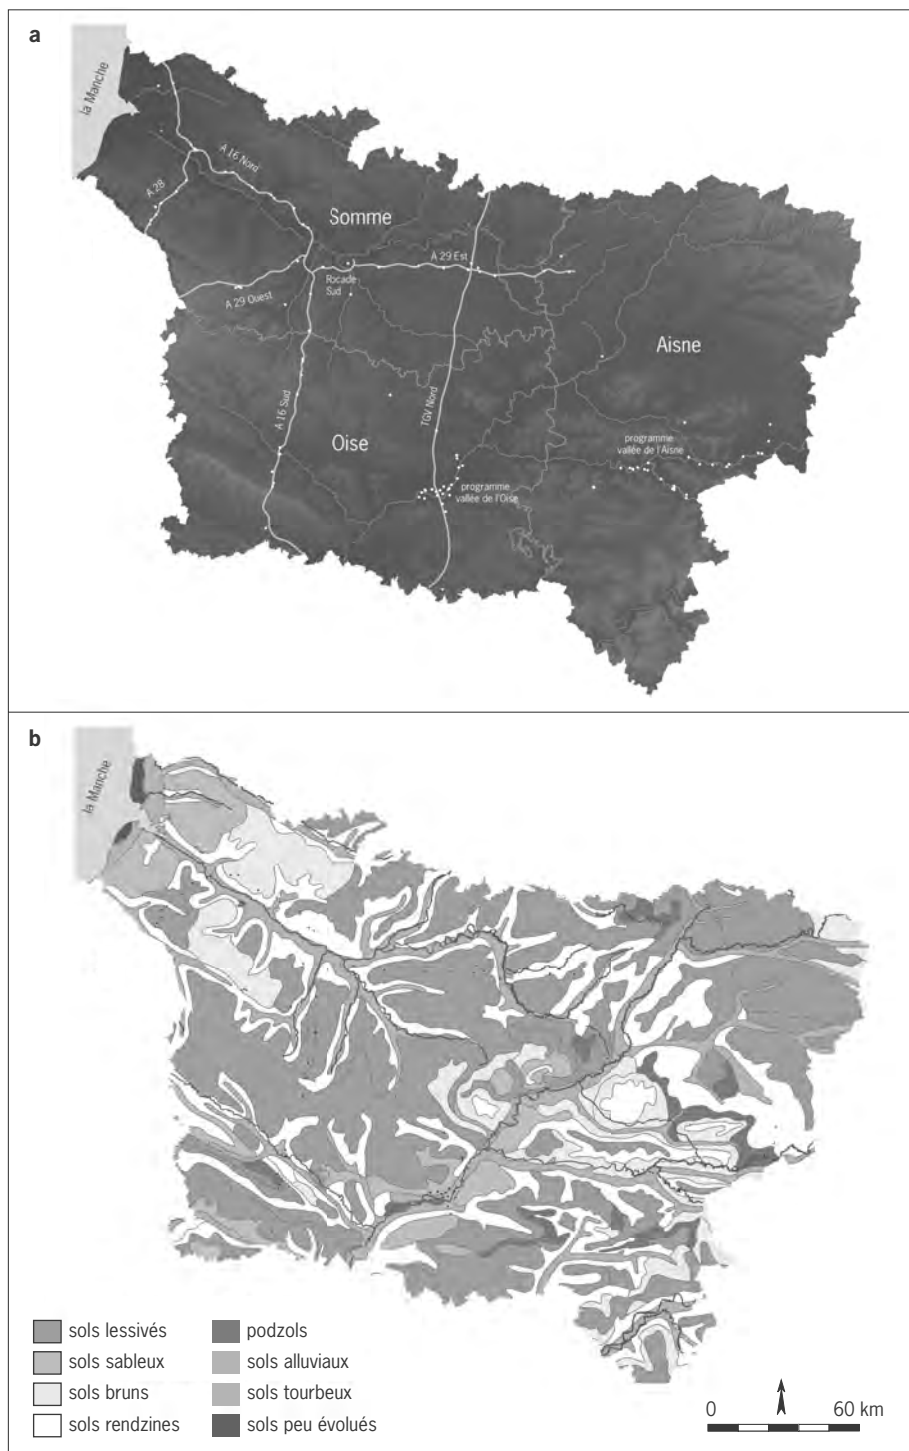 a
la Manche
A 16 Nord
A 28
Somme
A 29 Est
Rocade
Sud
A 29 Ouest
Aisne
A 16 Sud
TGV Nord
Oise
programme
vallée de l'Aisne
programme
vallée de l'Oise
b
la Manche
sols lessivés
sols sableux
sols bruns
sols rendzines
podzols
sols alluviaux
sols tourbeux
sols peu évolués
0 60 km